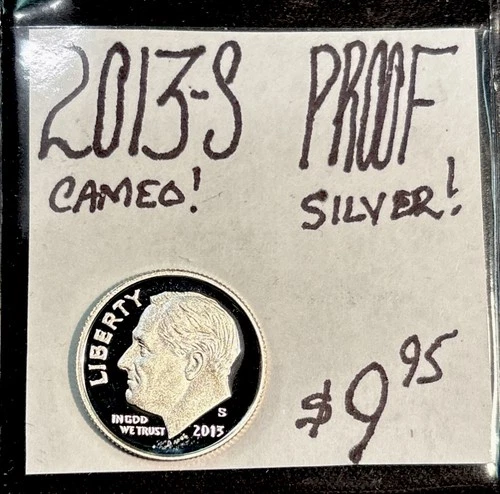 2013-S PROOF
CAMEO! SILVER!
LIBERTY
IN GOD
WE TRUST
S
2013
$9.95